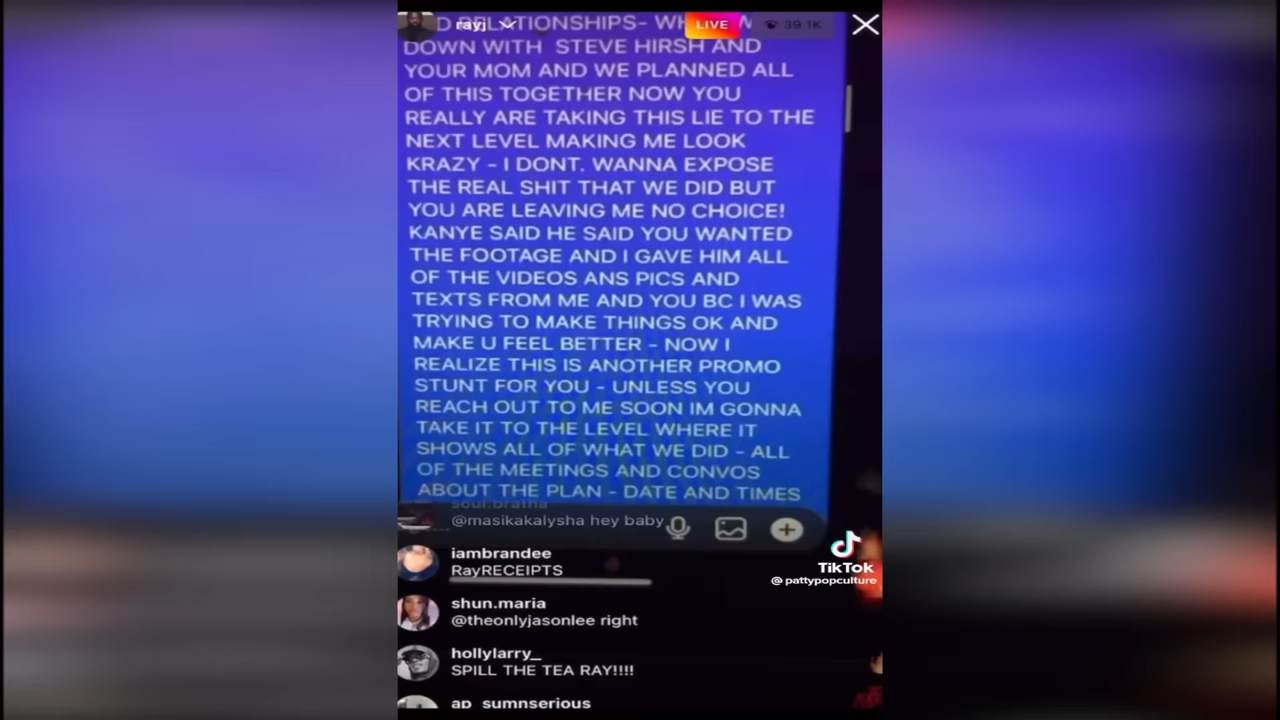 rayj
LIVE
39.1K
RELATIONSHIPS-
DOWN WITH STEVE HIRSH AND
YOUR MOM AND WE PLANNED ALL
OF THIS TOGETHER NOW YOU
REALLY ARE TAKING THIS LIE TO THE
NEXT LEVEL MAKING ME LOOK
KRAZY - I DONT. WANNA EXPOSE
THE REAL SHIT THAT WE DID BUT
YOU ARE LEAVING ME NO CHOICE!
KANYE SAID HE SAID YOU WANTED
THE FOOTAGE AND I GAVE HIM ALL
OF THE VIDEOS ANS PICS AND
TEXTS FROM ME AND YOU BC I WAS
TRYING TO MAKE THINGS OK AND
MAKE U FEEL BETTER - NOW I
REALIZE THIS IS ANOTHER PROMO
STUNT FOR YOU - UNLESS YOU
REACH OUT TO ME SOON IM GONNA
TAKE IT TO THE LEVEL WHERE IT
SHOWS ALL OF WHAT WE DID - ALL
OF THE MEETINGS AND CONVOS
ABOUT THE PLAN - DATE AND TIMES
soul.bratha
@masikakalysha hey baby
iambrandee
RayRECEIPTS
TikTok
@pattypopculture
shun.maria
@theonlyjasonlee right
hollylarry_
SPILL THE TEA RAY!!!!
ap_sumnserious